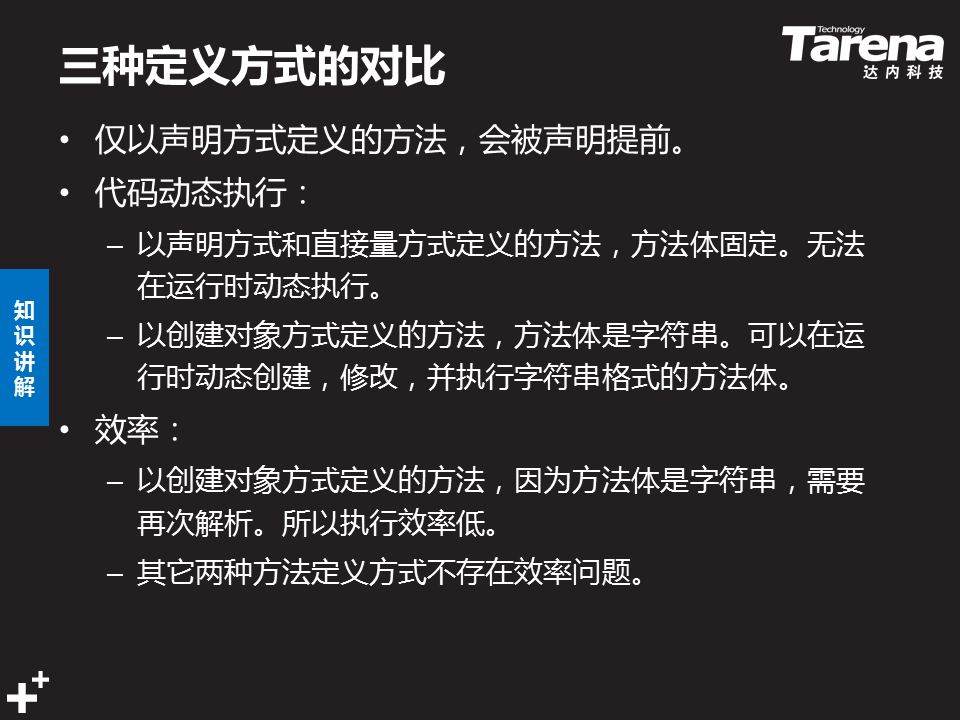 三种定义方式的对比
Technology
Tarena
达内科技
• 仅以声明方式定义的方法，会被声明提前。
• 代码动态执行：
– 以声明方式和直接量方式定义的方法，方法体固定。无法
在运行时动态执行。
– 以创建对象方式定义的方法，方法体是字符串。可以在运
行时动态创建，修改，并执行字符串格式的方法体。
• 效率：
– 以创建对象方式定义的方法，因为方法体是字符串，需要
再次解析。所以执行效率低。
– 其它两种方法定义方式不存在效率问题。
知
识
讲
解